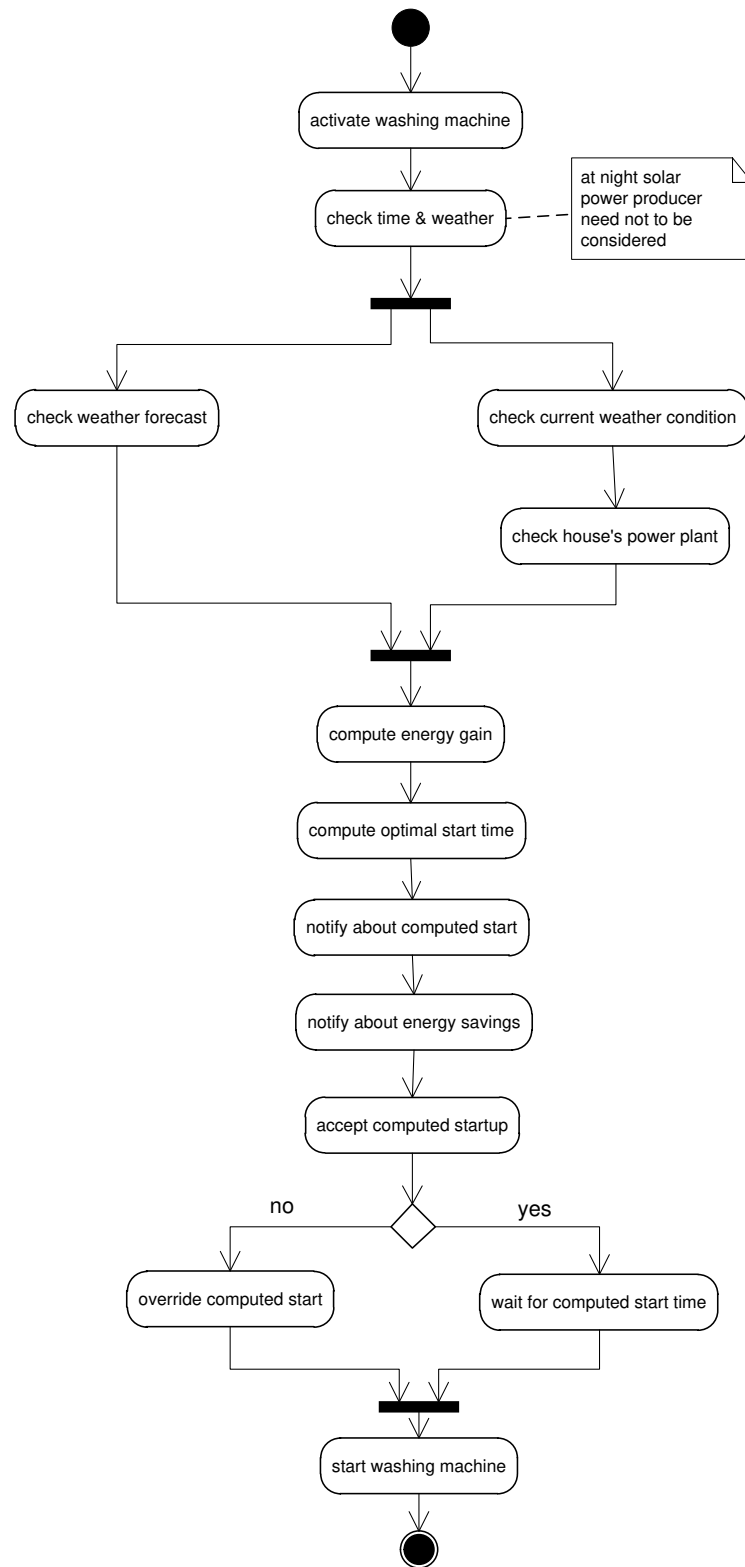 activate washing machine
check time & weather
at night solar
power producer
need not to be
considered
check weather forecast
check current weather condition
check house's power plant
compute energy gain
compute optimal start time
notify about computed start
notify about energy savings
accept computed startup
no
yes
override computed start
wait for computed start time
start washing machine